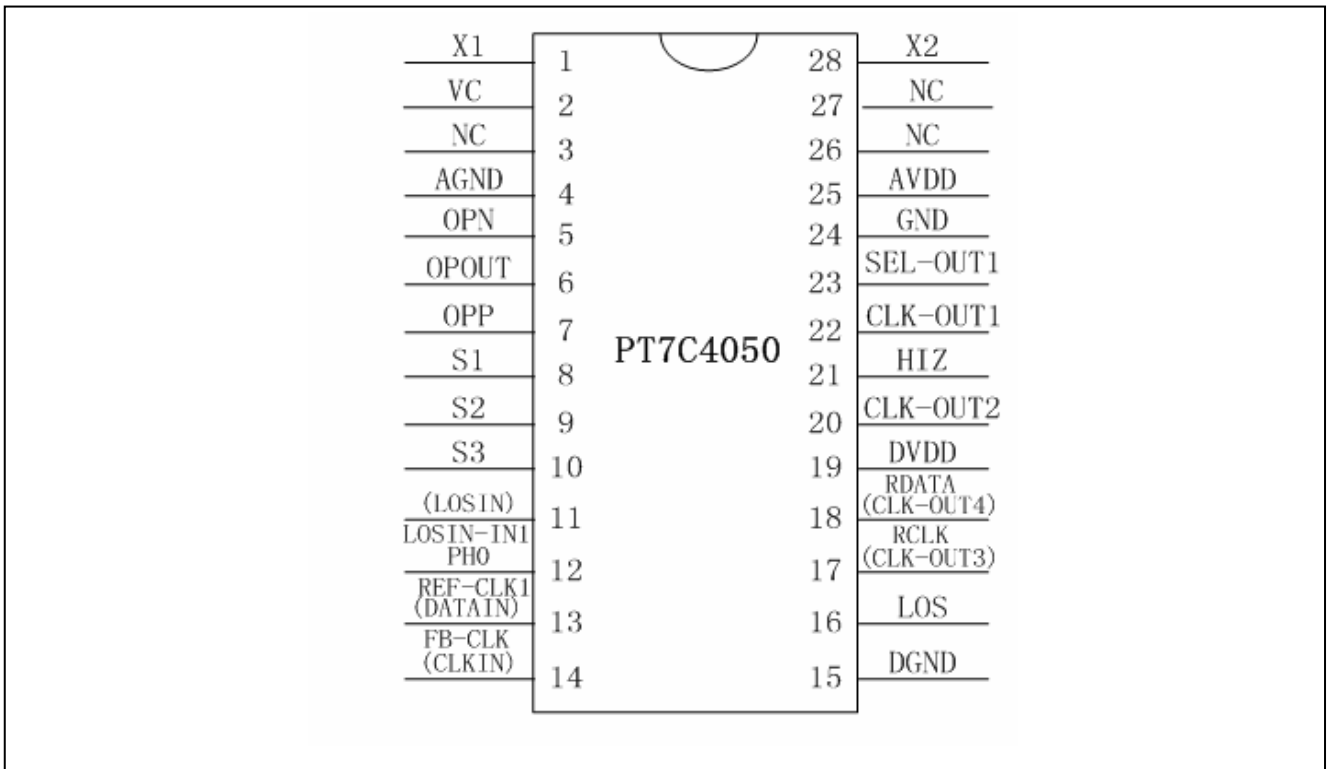 X1 1 28 X2
VC 2 27 NC
NC 3 26 NC
AGND 4 25 AVDD
OPN 5 24 GND
OPOUT 6 23 SEL-OUT1
OPP 7 22 CLK-OUT1
PT7C4050
S1 8 21 HIZ
S2 9 20 CLK-OUT2
S3 10 19 DVDD
(LOSIN) 11 18 RDATA
(CLK-OUT4)
LOSIN-IN1
PHO 12 17 RCLK
(CLK-OUT3)
REF-CLK1
(DATAIN) 13 16 LOS
FB-CLK
(CLKIN) 14 15 DGND